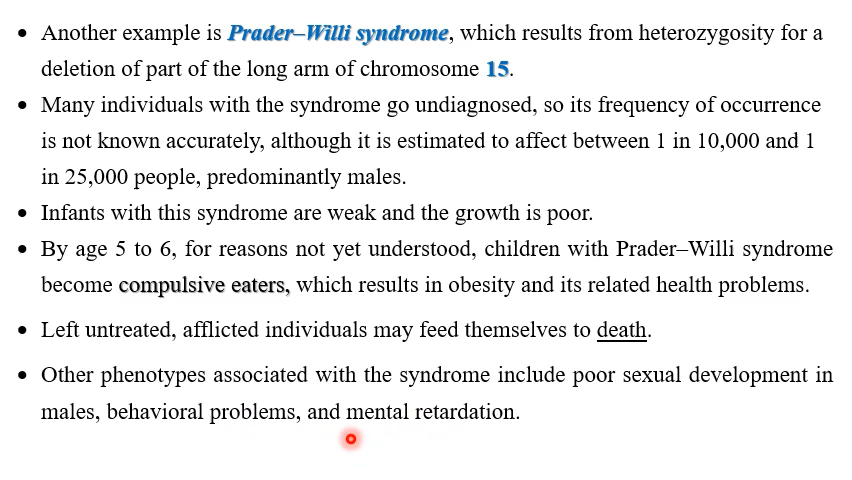 • Another example is Prader–Willi syndrome, which results from heterozygosity for a
deletion of part of the long arm of chromosome 15.
• Many individuals with the syndrome go undiagnosed, so its frequency of occurrence
is not known accurately, although it is estimated to affect between 1 in 10,000 and 1
in 25,000 people, predominantly males.
• Infants with this syndrome are weak and the growth is poor.
• By age 5 to 6, for reasons not yet understood, children with Prader–Willi syndrome
become compulsive eaters, which results in obesity and its related health problems.
• Left untreated, afflicted individuals may feed themselves to death.
• Other phenotypes associated with the syndrome include poor sexual development in
males, behavioral problems, and mental retardation.